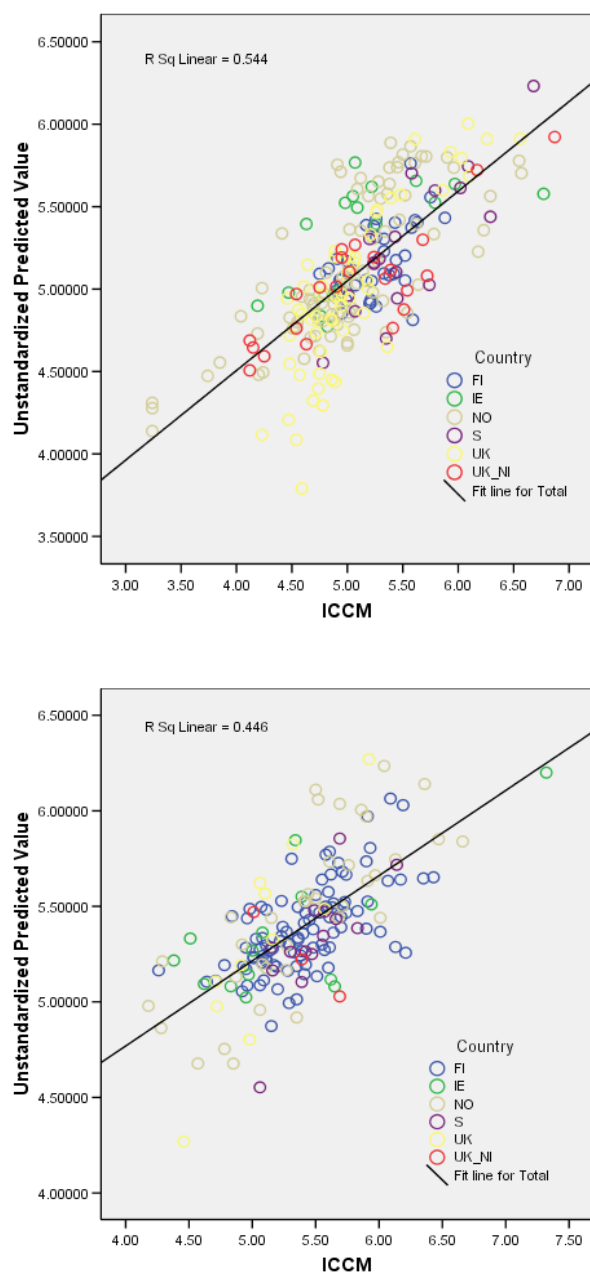 6.50000
R Sq Linear = 0.544
6.00000
5.50000
5.00000
4.50000
4.00000
3.50000
Unstandardized Predicted Value
Country
FI
IE
NO
S
UK
UK_NI
Fit line for Total
3.00 3.50 4.00 4.50 5.00 5.50 6.00 6.50 7.00
ICCM
6.50000
R Sq Linear = 0.446
6.00000
5.50000
5.00000
4.50000
4.00000
Unstandardized Predicted Value
Country
FI
IE
NO
S
UK
UK_NI
Fit line for Total
4.00 4.50 5.00 5.50 6.00 6.50 7.00 7.50
ICCM